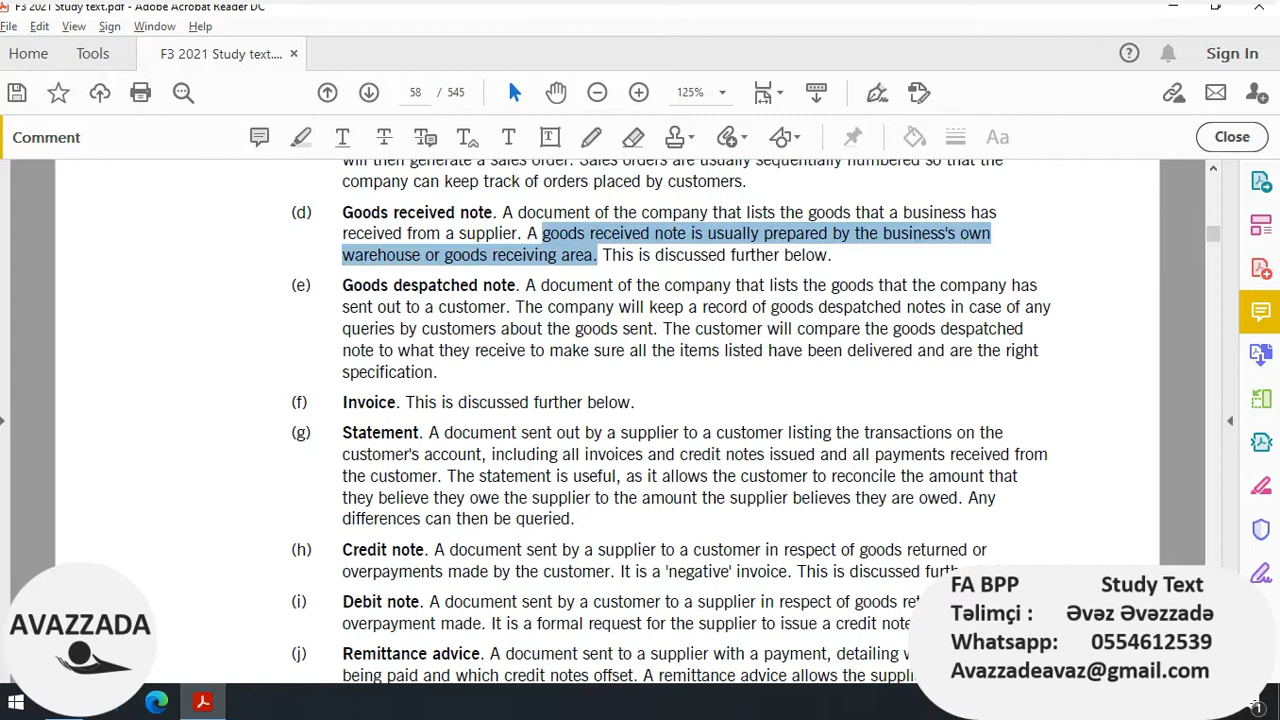 F3 2021 Study text.pdf - Adobe Acrobat Reader DC
File Edit View Sign Window Help
Home Tools F3 2021 Study text.... × Sign In
58 / 545 125%
Comment Close
will then generate a sales order. Sales orders are usually sequentially numbered so that the
company can keep track of orders placed by customers.
(d) Goods received note. A document of the company that lists the goods that a business has
received from a supplier. A goods received note is usually prepared by the business's own
warehouse or goods receiving area. This is discussed further below.
(e) Goods despatched note. A document of the company that lists the goods that the company has
sent out to a customer. The company will keep a record of goods despatched notes in case of any
queries by customers about the goods sent. The customer will compare the goods despatched
note to what they receive to make sure all the items listed have been delivered and are the right
specification.
(f) Invoice. This is discussed further below.
(g) Statement. A document sent out by a supplier to a customer listing the transactions on the
customer's account, including all invoices and credit notes issued and all payments received from
the customer. The statement is useful, as it allows the customer to reconcile the amount that
they believe they owe the supplier to the amount the supplier believes they are owed. Any
differences can then be queried.
(h) Credit note. A document sent by a supplier to a customer in respect of goods returned or
overpayments made by the customer. It is a 'negative' invoice. This is discussed
(i) Debit note. A document sent by a customer to a supplier in respect of goods
overpayment made. It is a formal request for the supplier to issue a credit note
(j) Remittance advice. A document sent to a supplier with a payment, detailing
being paid and which credit notes offset. A remittance advice allows the
AVAZZADA
FA BPP Study Text
Təlimçi : Əvəz Əvəzzadə
Whatsapp: 0554612539
Avazzadeavaz@gmail.com